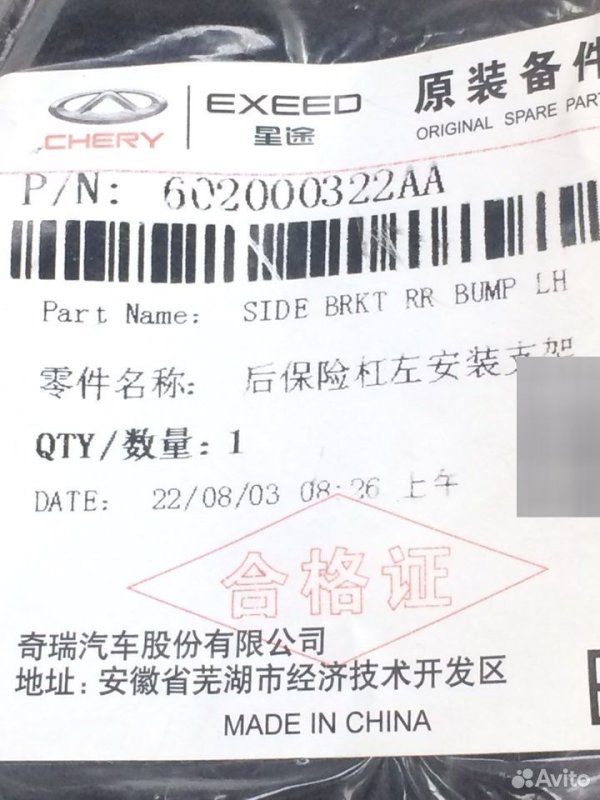 CHERY
EXEED
星途
原装备件
ORIGINAL SPARE PART
P/N: 602000322AA
Part Name: SIDE BRKT RR BUMP LH
零件名称: 后保险杠左安装支架
QTY/数量: 1
DATE: 22/08/03 08:26 上午
合格证
奇瑞汽车股份有限公司
地址: 安徽省芜湖市经济技术开发区
MADE IN CHINA
Avito